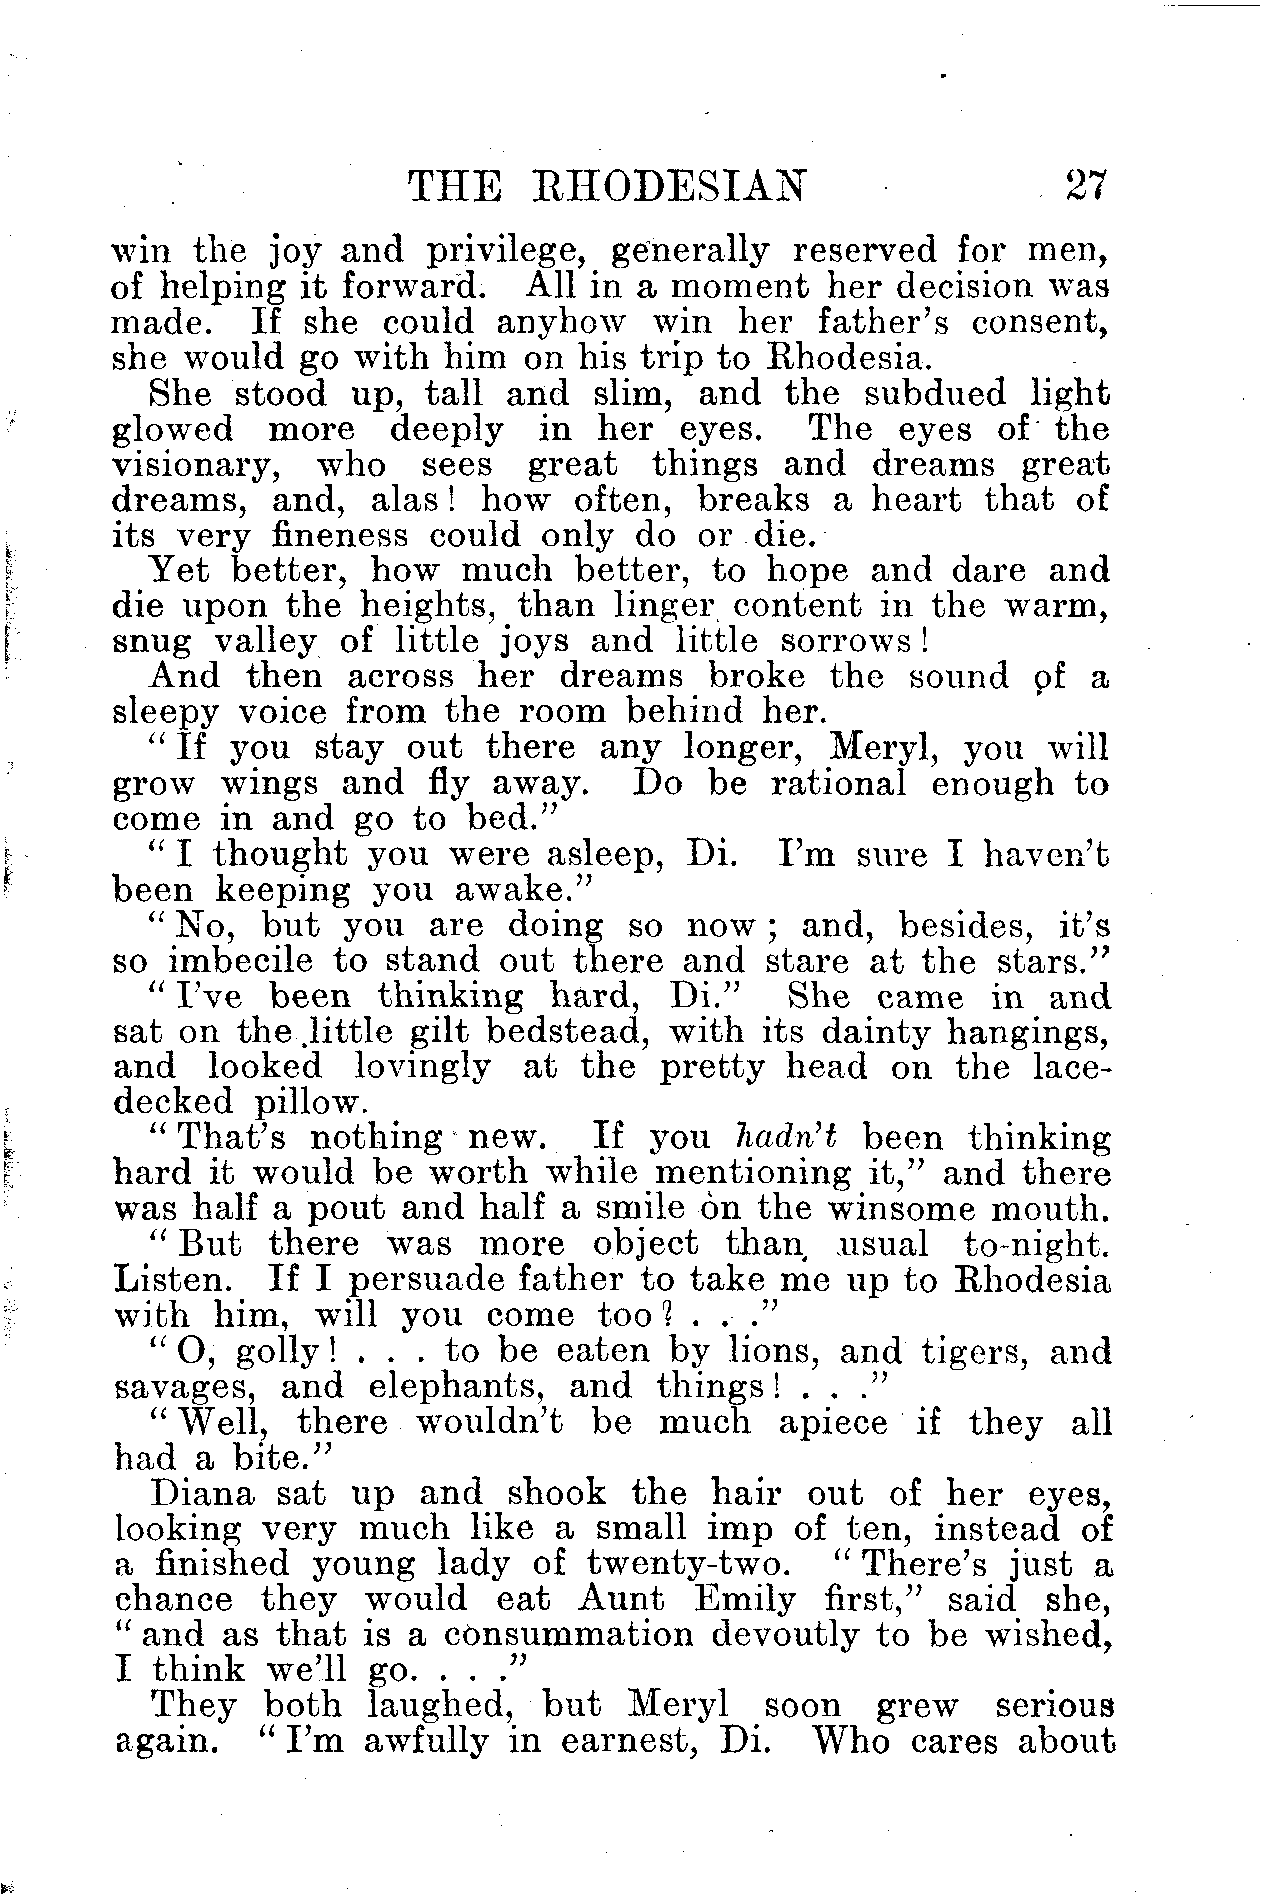 THE RHODESIAN 27
win the joy and privilege, generally reserved for men,
of helping it forward. All in a moment her decision was
made. If she could anyhow win her father's consent,
she would go with him on his trip to Rhodesia.
She stood up, tall and slim, and the subdued light
glowed more deeply in her eyes. The eyes of the
visionary, who sees great things and dreams great
dreams, and, alas! how often, breaks a heart that of
its very fineness could only do or die.
Yet better, how much better, to hope and dare and
die upon the heights, than linger content in the warm,
snug valley of little joys and little sorrows!
And then across her dreams broke the sound of a
sleepy voice from the room behind her.
"If you stay out there any longer, Meryl, you will
grow wings and fly away. Do be rational enough to
come in and go to bed."
"I thought you were asleep, Di. I'm sure I haven't
been keeping you awake."
"No, but you are doing so now; and, besides, it's
so imbecile to stand out there and stare at the stars."
"I've been thinking hard, Di." She came in and
sat on the little gilt bedstead, with its dainty hangings,
and looked lovingly at the pretty head on the lace-
decked pillow.
"That's nothing new. If you hadn't been thinking
hard it would be worth while mentioning it," and there
was half a pout and half a smile on the winsome mouth.
"But there was more object than usual to-night.
Listen. If I persuade father to take me up to Rhodesia
with him, will you come too? . . ."
"O, golly! . . . to be eaten by lions, and tigers, and
savages, and elephants, and things! . . ."
"Well, there wouldn't be much apiece if they all
had a bite."
Diana sat up and shook the hair out of her eyes,
looking very much like a small imp of ten, instead of
a finished young lady of twenty-two. "There's just a
chance they would eat Aunt Emily first," said she,
"and as that is a consummation devoutly to be wished,
I think we'll go. . . ."
They both laughed, but Meryl soon grew serious
again. "I'm awfully in earnest, Di. Who cares about